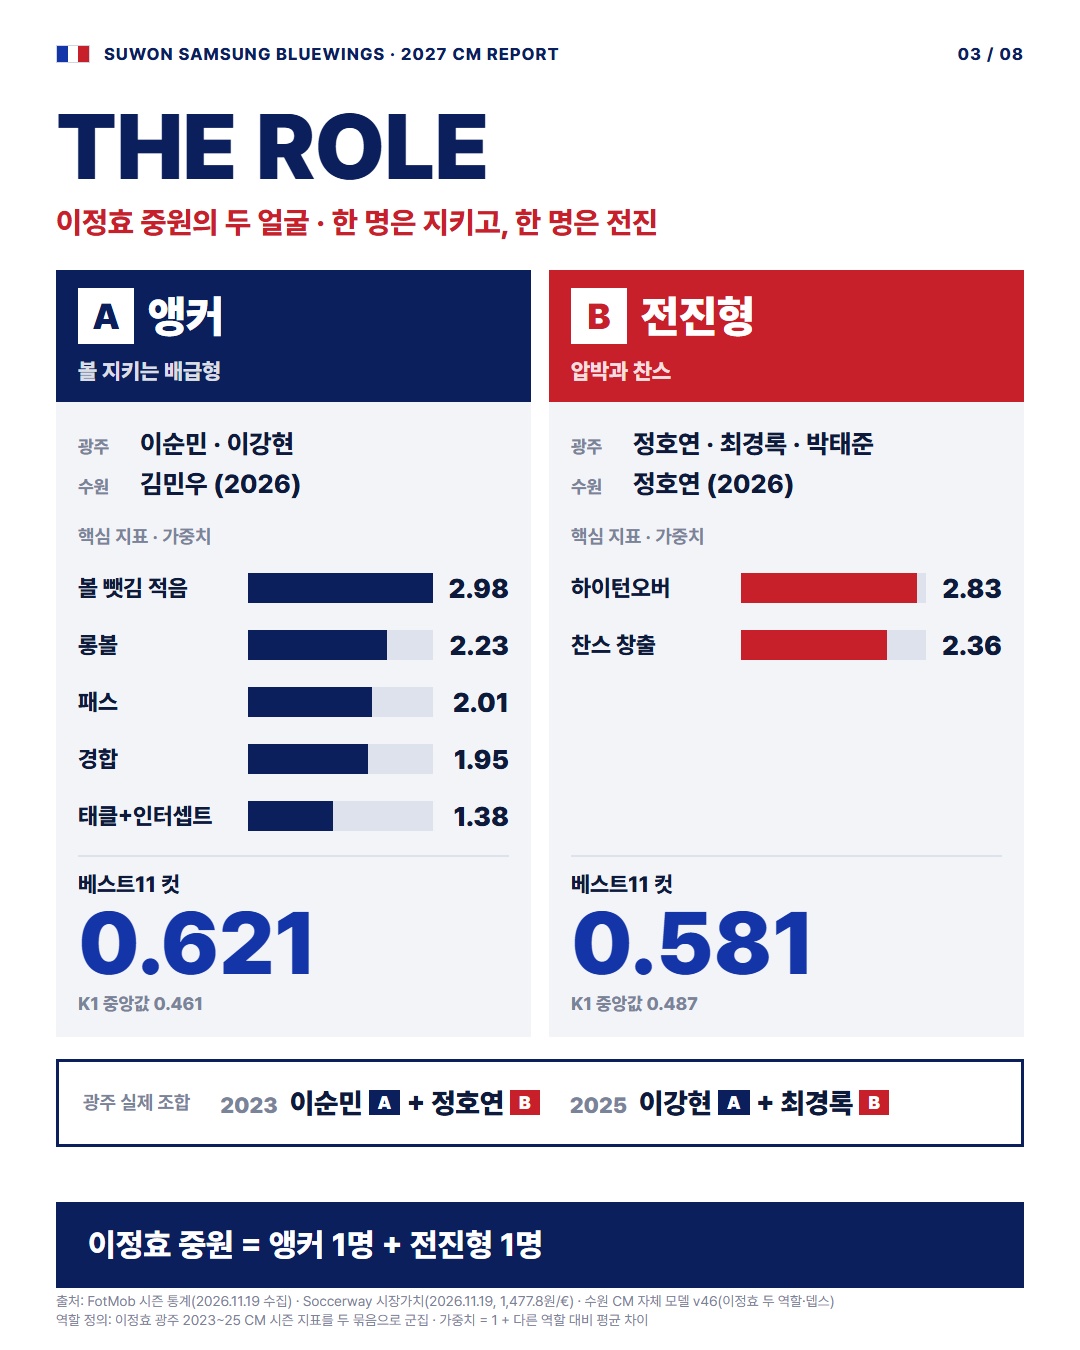 SUWON SAMSUNG BLUEWINGS · 2027 CM REPORT
03 / 08
THE ROLE
이정효 중원의 두 얼굴 · 한 명은 지키고, 한 명은 전진
A 앵커
볼 지키는 배급형
광주 이순민 · 이강현
수원 김민우 (2026)
핵심 지표 · 가중치
볼 뺏김 적음 2.98
롱볼 2.23
패스 2.01
경합 1.95
태클+인터셉트 1.38
베스트11 컷
0.621
K1 중앙값 0.461
B 전진형
압박과 찬스
광주 정호연 · 최경록 · 박태준
수원 정호연 (2026)
핵심 지표 · 가중치
하이턴오버 2.83
찬스 창출 2.36
베스트11 컷
0.581
K1 중앙값 0.487
광주 실제 조합 2023 이순민 A + 정호연 B 2025 이강현 A + 최경록 B
이정효 중원 = 앵커 1명 + 전진형 1명
출처: FotMob 시즌 통계(2026.11.19 수집) · Soccerway 시장가치(2026.11.19, 1,477.8원/€) · 수원 CM 자체 모델 v46(이정효 두 역할·뎁스)
역할 정의: 이정효 광주 2023~25 CM 시즌 지표를 두 묶음으로 군집 · 가중치 = 1 + 다른 역할 대비 평균 차이